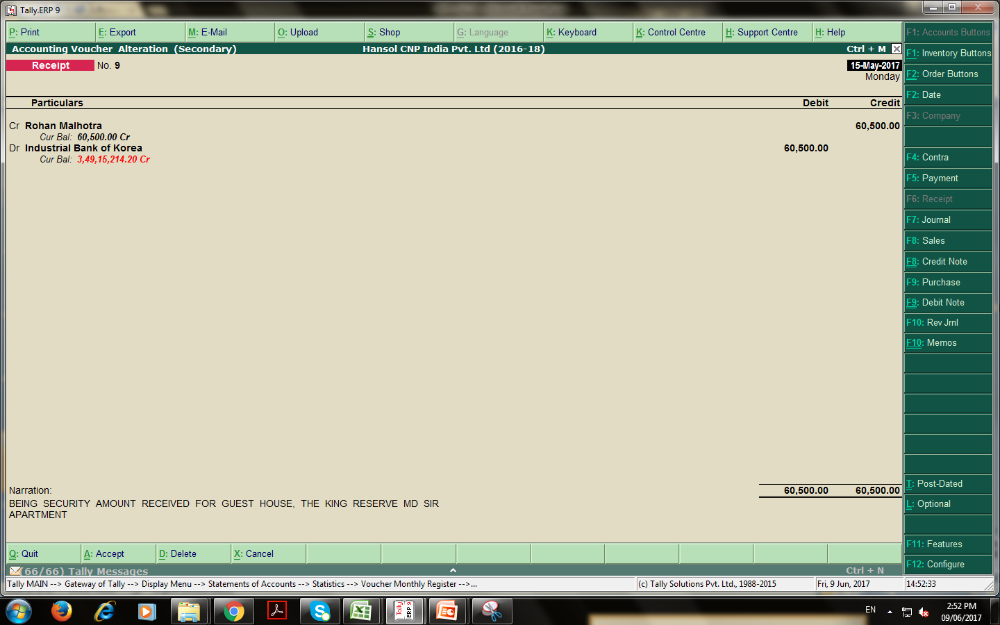 Tally.ERP 9
P: Print E: Export M: E-Mail O: Upload S: Shop G: Language K: Keyboard K: Control Centre H: Support Centre H: Help
Accounting Voucher Alteration (Secondary) Hansol CNP India Pvt. Ltd (2016-18) Ctrl + M
Receipt No. 9 15-May-2017
Monday
Particulars Debit Credit
Cr Rohan Malhotra 60,500.00
Cur Bal: 60,500.00 Cr
Dr Industrial Bank of Korea 60,500.00
Cur Bal: 3,49,15,214.20 Cr
Narration: 60,500.00 60,500.00
BEING SECURITY AMOUNT RECEIVED FOR GUEST HOUSE, THE KING RESERVE MD SIR
APARTMENT
Q: Quit A: Accept D: Delete X: Cancel
(66/66) Tally Messages Ctrl + N
Tally MAIN --> Gateway of Tally --> Display Menu --> Statements of Accounts --> Statistics --> Voucher Monthly Register -->... (c) Tally Solutions Pvt. Ltd., 1988-2015 Fri, 9 Jun, 2017 14:52:33
F1: Accounts Buttons
F1: Inventory Buttons
F2: Order Buttons
F2: Date
F3: Company
F4: Contra
F5: Payment
F6: Receipt
F7: Journal
F8: Sales
F8: Credit Note
F9: Purchase
F9: Debit Note
F10: Rev Jrnl
F10: Memos
T: Post-Dated
L: Optional
F11: Features
F12: Configure
Tally
ERP 9
EN 2:52 PM
09/06/2017